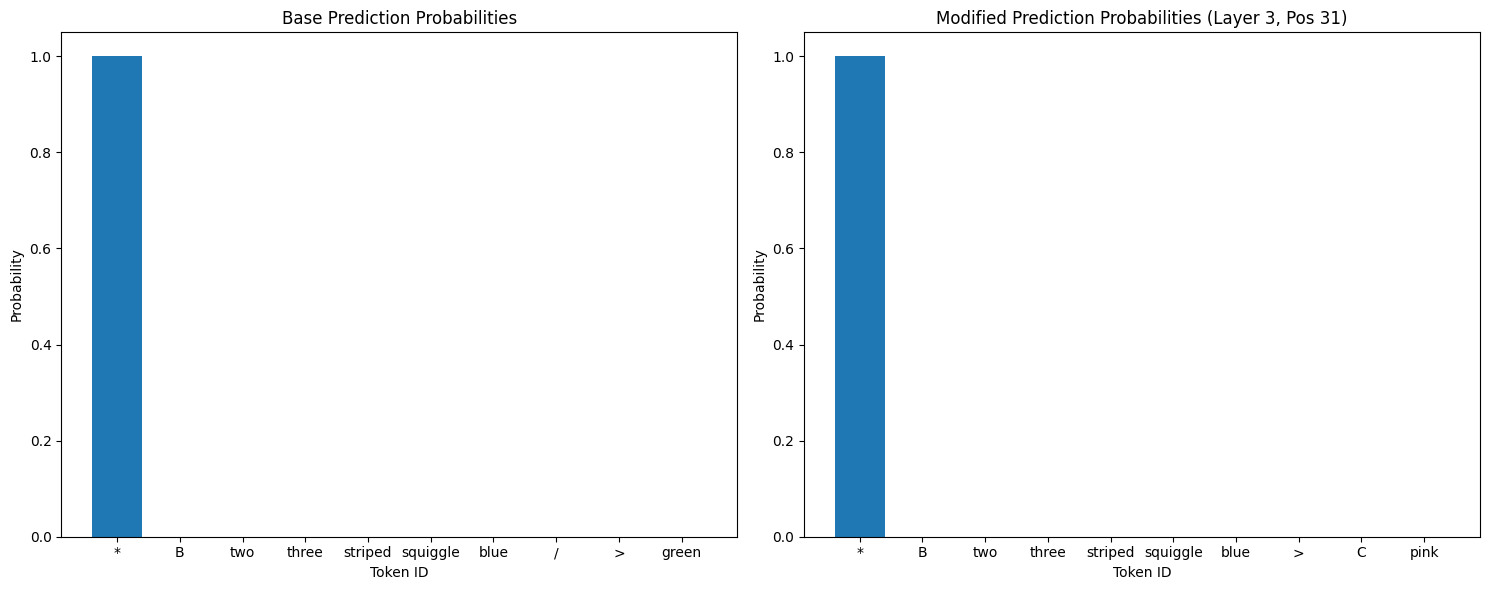 Base Prediction Probabilities
Probability
1.0
0.8
0.6
0.4
0.2
0.0
* B two three striped squiggle blue / > green
Token ID
Modified Prediction Probabilities (Layer 3, Pos 31)
Probability
1.0
0.8
0.6
0.4
0.2
0.0
* B two three striped squiggle blue > C pink
Token ID